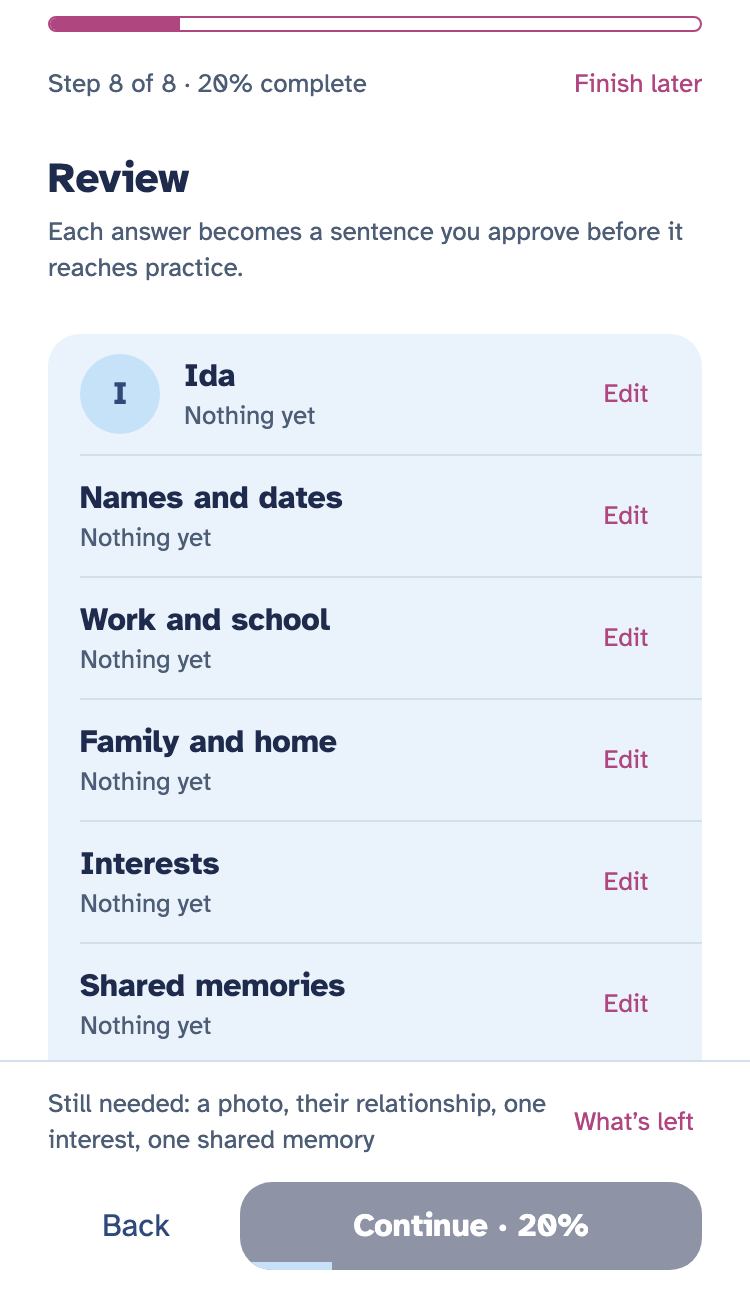 Step 8 of 8 · 20% complete
Finish later
Review
Each answer becomes a sentence you approve before it
reaches practice.
I
Ida
Nothing yet
Edit
Names and dates
Nothing yet
Edit
Work and school
Nothing yet
Edit
Family and home
Nothing yet
Edit
Interests
Nothing yet
Edit
Shared memories
Nothing yet
Edit
Still needed: a photo, their relationship, one
interest, one shared memory
What’s left
Back
Continue · 20%